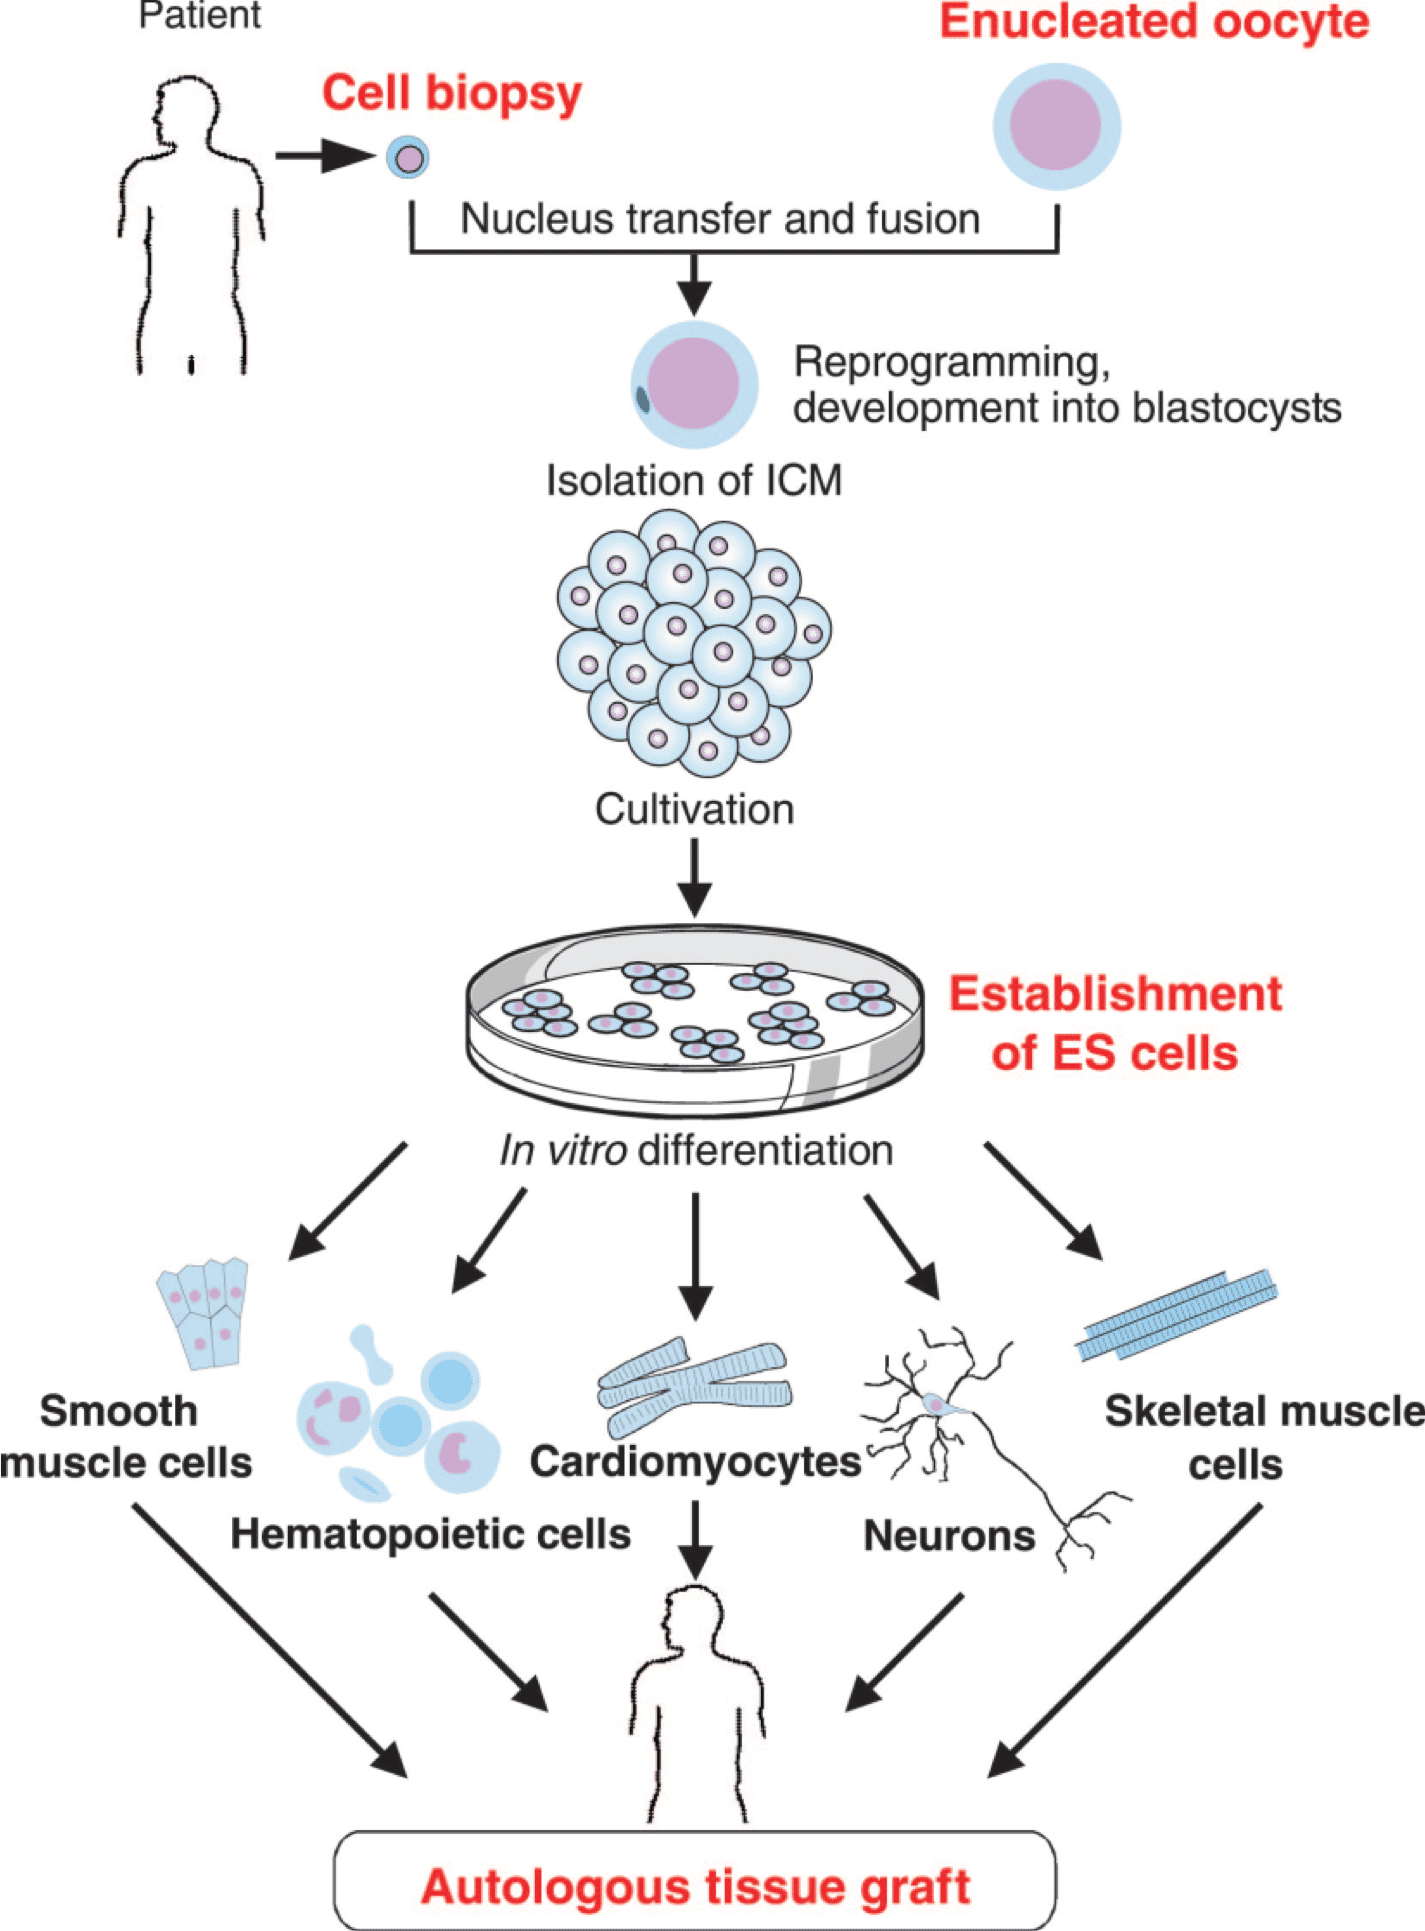 Patient
Enucleated oocyte
Cell biopsy
Nucleus transfer and fusion
Reprogramming,
development into blastocysts
Isolation of ICM
Cultivation
Establishment
of ES cells
In vitro differentiation
Smooth
muscle cells
Hematopoietic cells
Cardiomyocytes
Neurons
Skeletal muscle
cells
Autologous tissue graft